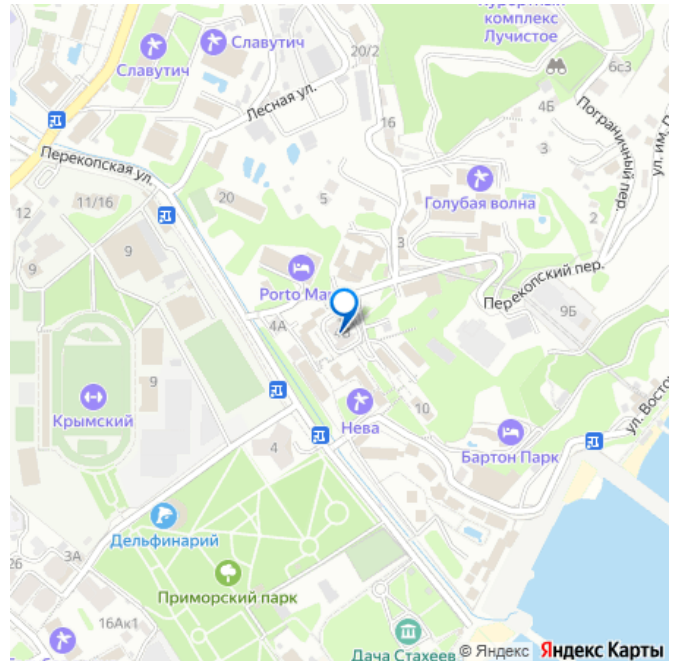 Курортный
комплекс
Лучистое
Славутич
Славутич
20/2
6с3
Лесная ул.
4Б
16
Пограничный пер.
ул. им. Г
3
Перекопская ул.
11/16
20
5
Голубая волна
12
2
9
9
3
Porto Ma
Перекопский пер.
9Б
4А
9
Крымский
10
Нева
4
Бартон Парк
ул. Восто
Дельфинарий
3А
26
Приморский парк
16Ак1
Дача Стахеев
© Яндекс Яндекс Карты